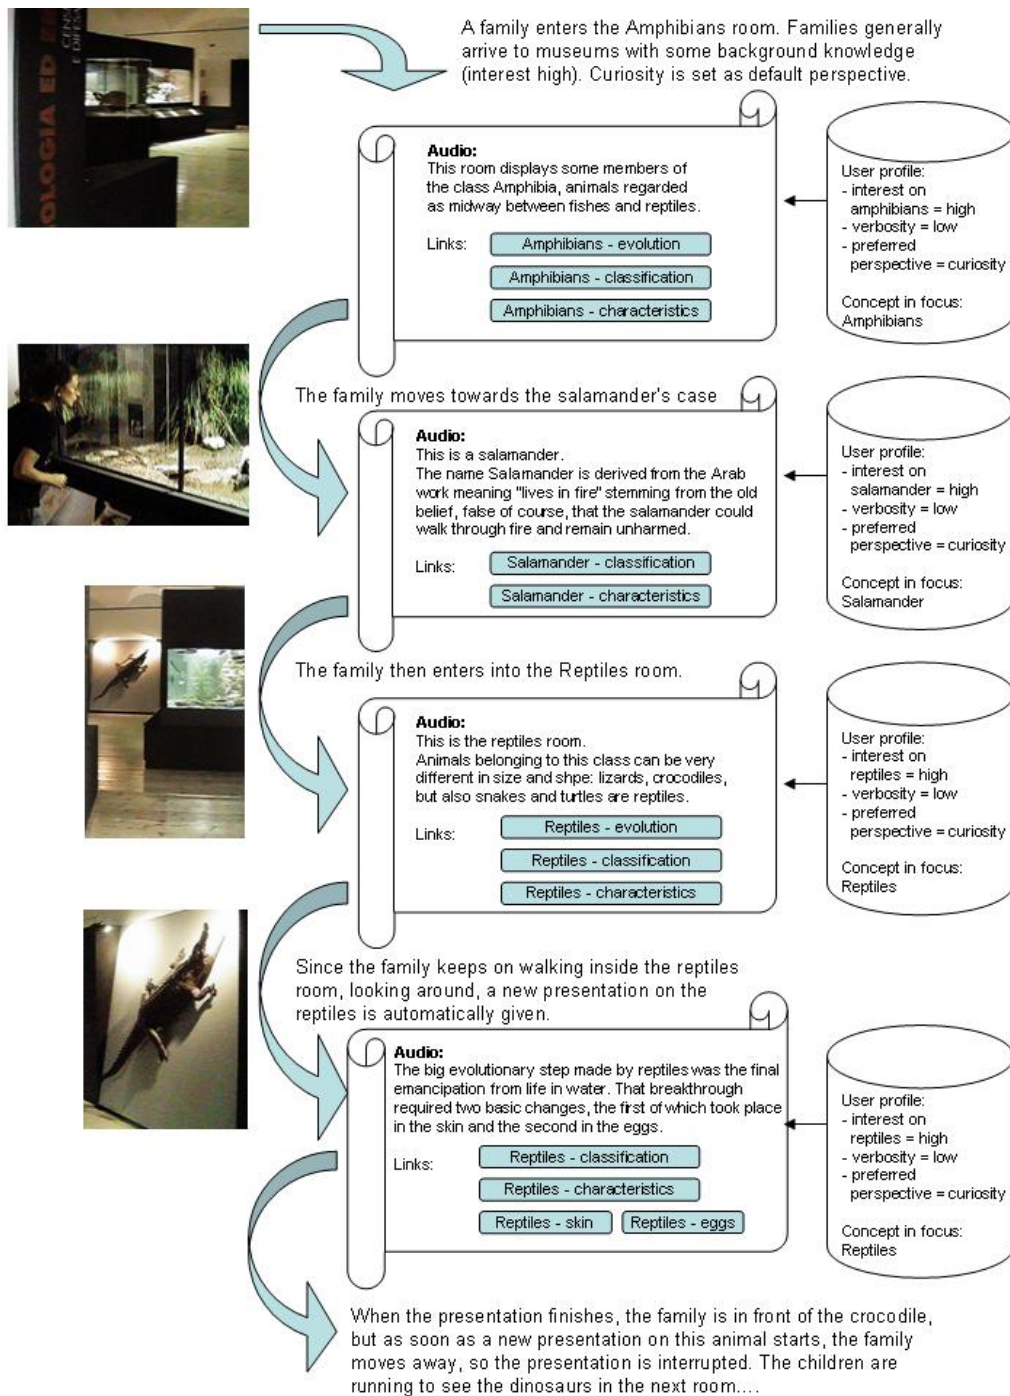 OLOGIA ED E
CENS
E DIFFUS
A family enters the Amphibians room. Families generally
arrive to museums with some background knowledge
(interest high). Curiosity is set as default perspective.
Audio:
This room displays some members of
the class Amphibia, animals regarded
as midway between fishes and reptiles.
Links:
Amphibians - evolution
Amphibians - classification
Amphibians - characteristics
User profile:
- interest on
amphibians = high
- verbosity = low
- preferred
perspective = curiosity
Concept in focus:
Amphibians
The family moves towards the salamander's case
Audio:
This is a salamander.
The name Salamander is derived from the Arab
work meaning "lives in fire" stemming from the old
belief, false of course, that the salamander could
walk through fire and remain unharmed.
Links:
Salamander - classification
Salamander - characteristics
User profile:
- interest on
salamander = high
- verbosity = low
- preferred
perspective = curiosity
Concept in focus:
Salamander
The family then enters into the Reptiles room.
Audio:
This is the reptiles room.
Animals belonging to this class can be very
different in size and shpe: lizards, crocodiles,
but also snakes and turtles are reptiles.
Links:
Reptiles - evolution
Reptiles - classification
Reptiles - characteristics
User profile:
- interest on
reptiles = high
- verbosity = low
- preferred
perspective = curiosity
Concept in focus:
Reptiles
Since the family keeps on walking inside the reptiles
room, looking around, a new presentation on the
reptiles is automatically given.
Audio:
The big evolutionary step made by reptiles was the final
emancipation from life in water. That breakthrough
required two basic changes, the first of which took place
in the skin and the second in the eggs.
Links:
Reptiles - classification
Reptiles - characteristics
Reptiles - skin
Reptiles - eggs
User profile:
- interest on
reptiles = high
- verbosity = low
- preferred
perspective = curiosity
Concept in focus:
Reptiles
When the presentation finishes, the family is in front of the crocodile,
but as soon as a new presentation on this animal starts, the family
moves away, so the presentation is interrupted. The children are
running to see the dinosaurs in the next room....